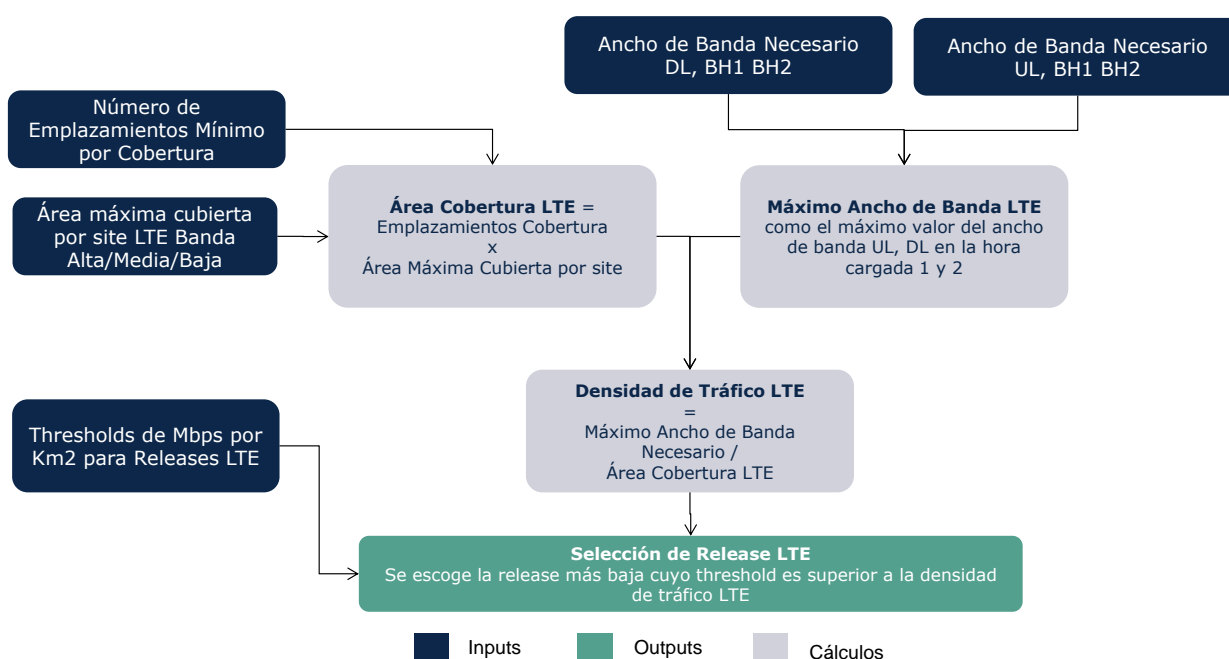 Ancho de Banda Necesario
DL, BH1 BH2
Ancho de Banda Necesario
UL, BH1 BH2
Número de
Emplazamientos Mínimo
por Cobertura
Área máxima cubierta
por site LTE Banda
Alta/Media/Baja
Área Cobertura LTE =
Emplazamientos Cobertura
x
Área Máxima Cubierta por site
Máximo Ancho de Banda LTE
como el máximo valor del ancho
de banda UL, DL en la hora
cargada 1 y 2
Densidad de Tráfico LTE
=
Máximo Ancho de Banda
Necesario /
Área Cobertura LTE
Thresholds de Mbps por
Km2 para Releases LTE
Selección de Release LTE
Se escoge la release más baja cuyo threshold es superior a la densidad
de tráfico LTE
Inputs
Outputs
Cálculos